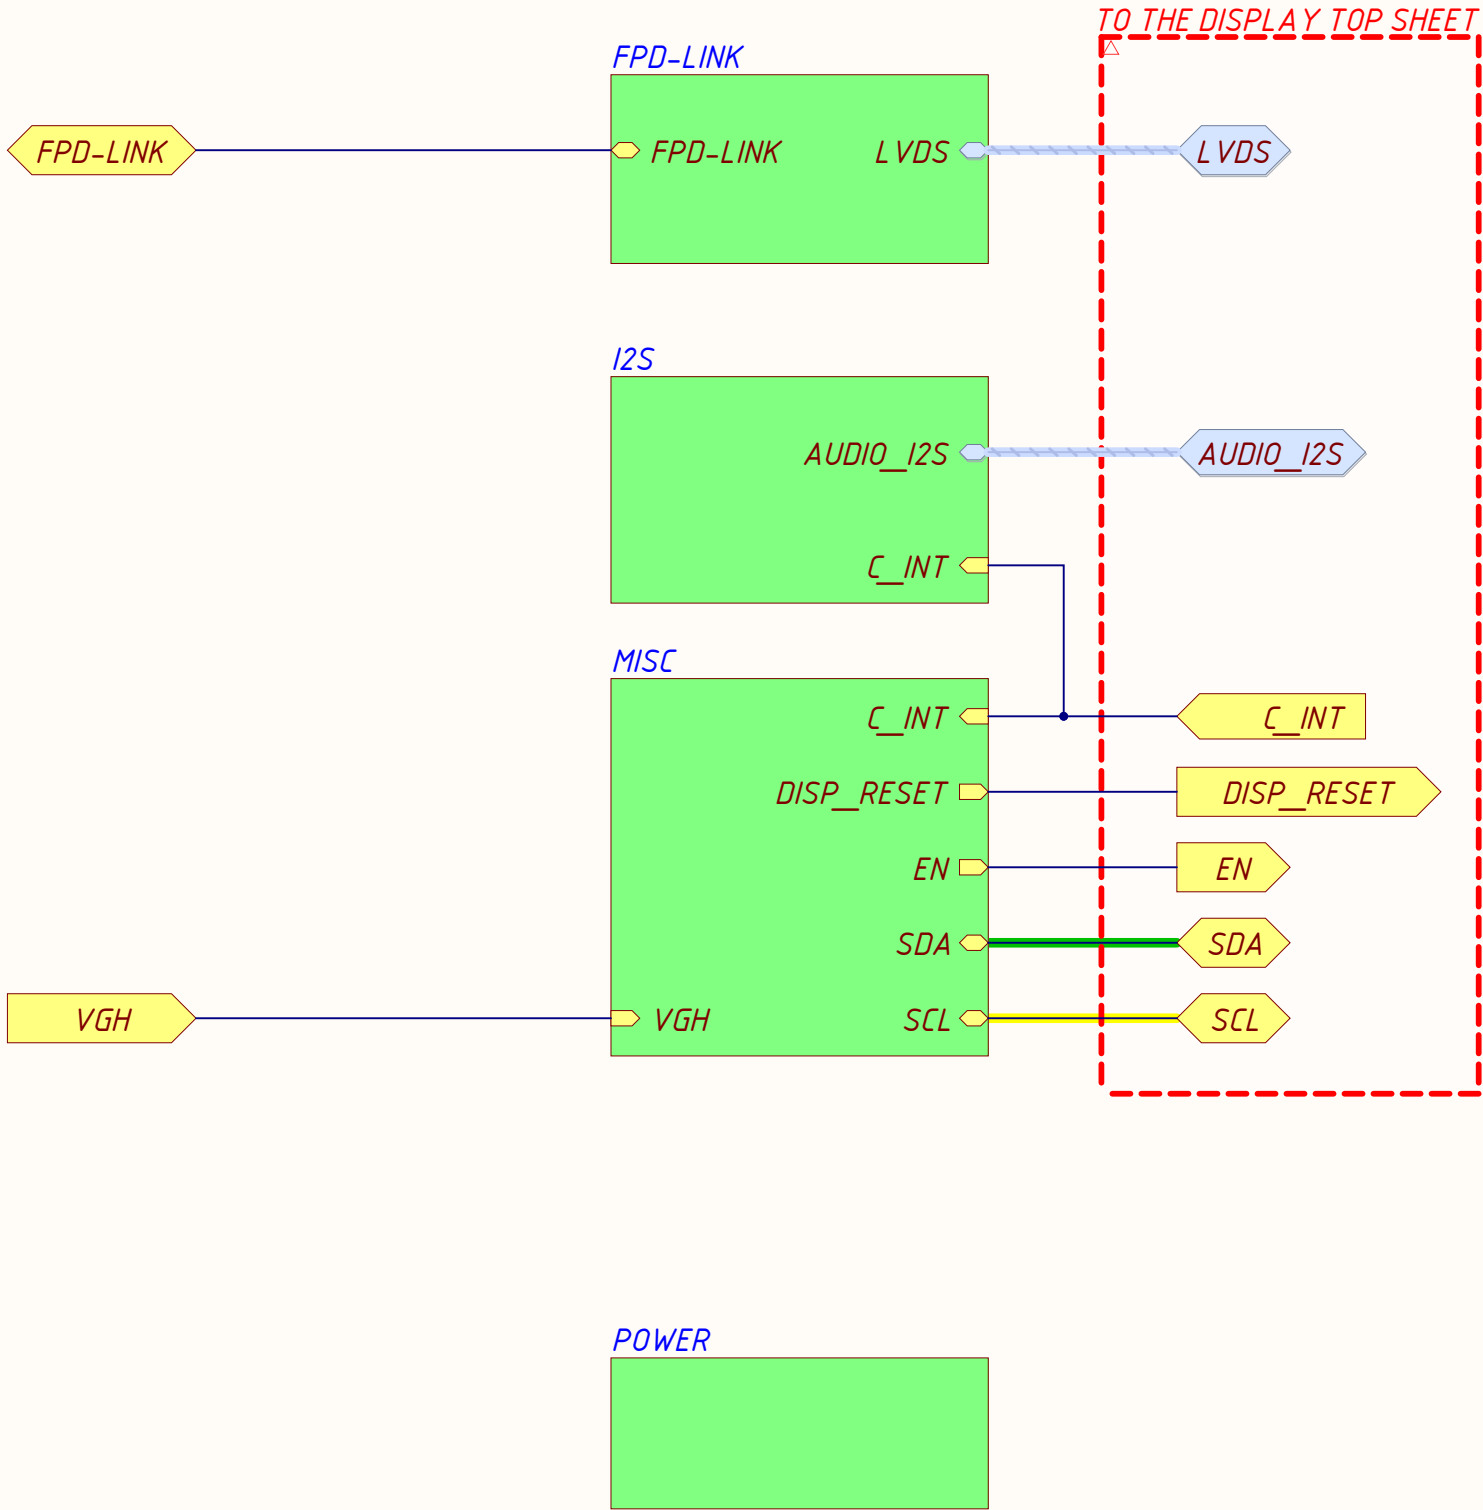 TO THE DISPLAY TOP SHEET
FPD-LINK
FPD-LINK
FPD-LINK
LVDS
LVDS
I2S
AUDIO_I2S
AUDIO_I2S
C_INT
MISC
C_INT
C_INT
DISP_RESET
DISP_RESET
EN
EN
SDA
SDA
VGH
VGH
SCL
SCL
POWER